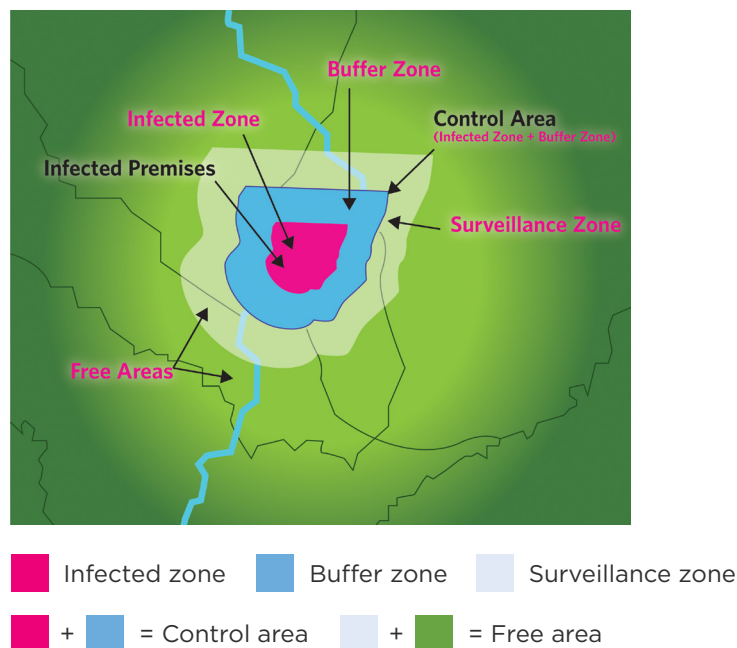 Buffer Zone
Infected Zone
Control Area
(Infected Zone + Buffer Zone)
Infected Premises
Surveillance Zone
Free Areas
Infected zone
Buffer zone
Surveillance zone
+ = Control area
+ = Free area